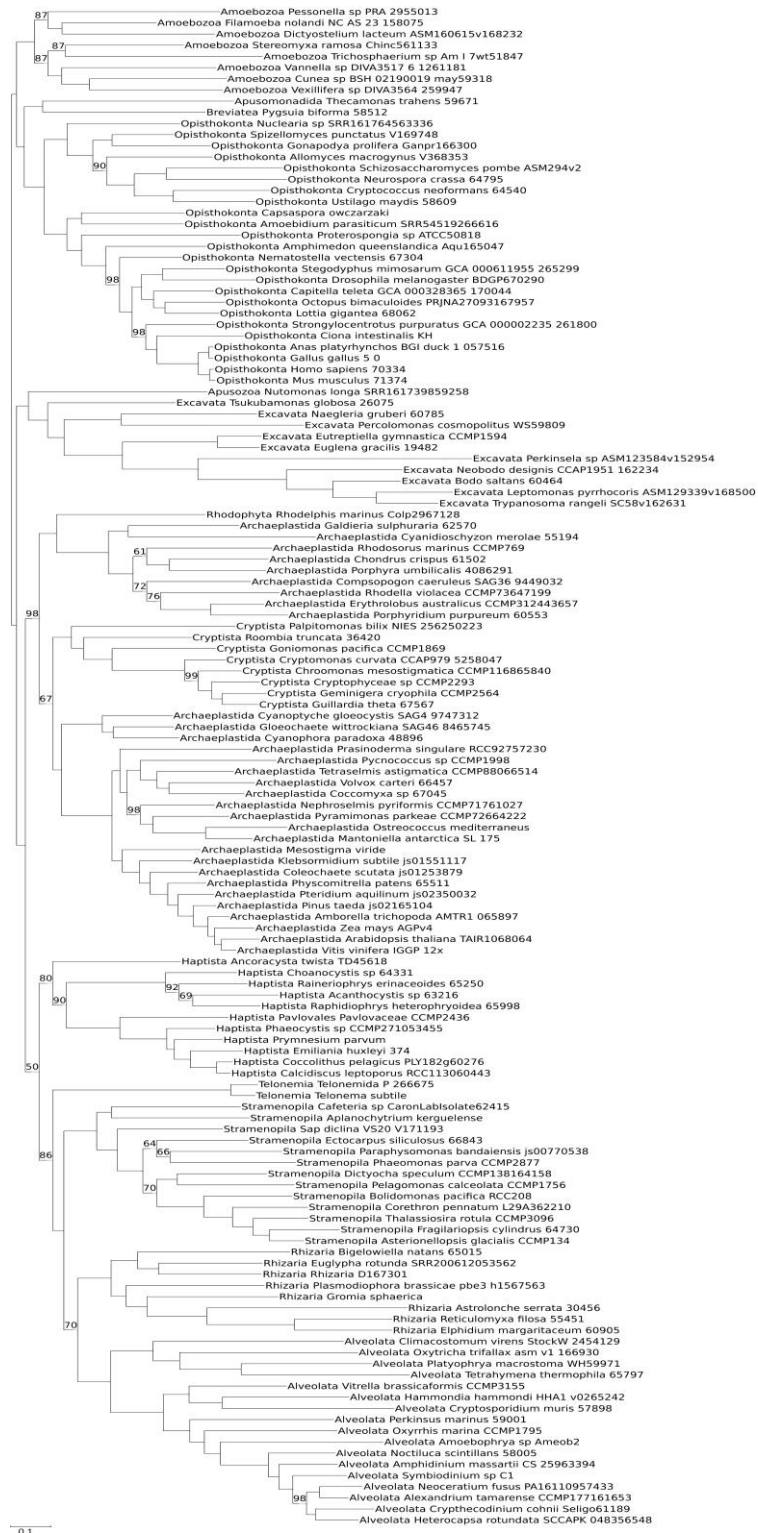 Amoebozoa Pessonella sp PRA 2955013
87
Amoebozoa Filamoeba nolandi NC AS 23 158075
Amoebozoa Dictyostelium lacteum ASM160615v168232
Amoebozoa Stereomyxa ramosa Chinc561133
87
Amoebozoa Trichosphaerium sp Am I 7wt51847
87
Amoebozoa Vannella sp DIVA3517 6 1261181
Amoebozoa Cunea sp BSH 02190019 may59318
Amoebozoa Vexillifera sp DIVA3564 259947
Apusomonadida Thecamonas trahens 59671
Breviatea Pygsuia biforma 58512
Opisthokonta Nuclearia sp SRR161764563336
Opisthokonta Spizellomyces punctatus V169748
Opisthokonta Gonapodya prolifera Ganpr166300
Opisthokonta Allomyces macrogynus V368353
90
Opisthokonta Schizosaccharomyces pombe ASM294v2
Opisthokonta Neurospora crassa 64795
Opisthokonta Cryptococcus neoformans 64540
Opisthokonta Ustilago maydis 58609
Opisthokonta Capsaspora owczarzaki
Opisthokonta Amoebidium parasiticum SRR54519266616
Opisthokonta Proterospongia sp ATCC50818
Opisthokonta Amphimedon queenslandica Aqu165047
Opisthokonta Nematostella vectensis 67304
Opisthokonta Stegodyphus mimosarum GCA 000611955 265299
98
Opisthokonta Drosophila melanogaster BDGP670290
Opisthokonta Capitella teleta GCA 000328365 170044
Opisthokonta Octopus bimaculoides PRJNA27093167957
Opisthokonta Lottia gigantea 68062
Opisthokonta Strongylocentrotus purpuratus GCA 000002235 261800
98
Opisthokonta Ciona intestinalis KH
Opisthokonta Anas platyrhynchos BGI duck 1 057516
Opisthokonta Gallus gallus 5 0
Opisthokonta Homo sapiens 70334
Opisthokonta Mus musculus 71374
Apusozoa Nutomonas longa SRR161739859258
Excavata Tsukubamonas globosa 26075
Excavata Naegleria gruberi 60785
Excavata Percolomonas cosmopolitus WS59809
Excavata Eutreptiella gymnastica CCMP1594
Excavata Euglena gracilis 19482
Excavata Perkinsela sp ASM123584v152954
Excavata Neobodo designis CCAP1951 162234
Excavata Bodo saltans 60464
Excavata Leptomonas pyrrhocoris ASM129339v168500
Excavata Trypanosoma rangeli SC58v162631
Rhodophyta Rhodelphis marinus Colp2967128
Archaeplastida Galdieria sulphuraria 62570
Archaeplastida Cyanidioschyzon merolae 55194
Archaeplastida Rhodosorus marinus CCMP769
61
Archaeplastida Chondrus crispus 61502
Archaeplastida Porphyra umbilicalis 4086291
Archaeplastida Compsopogon caeruleus SAG36 9449032
72
Archaeplastida Rhodella violacea CCMP73647199
76
Archaeplastida Erythrolobus australicus CCMP312443657
98
Archaeplastida Porphyridium purpureum 60553
Cryptista Palpitomonas bilix NIES 256250223
Cryptista Roombia truncata 36420
Cryptista Goniomonas pacifica CCMP1869
Cryptista Cryptomonas curvata CCAP979 5258047
99
Cryptista Chroomonas mesostigmatica CCMP116865840
Cryptista Cryptophyceae sp CCMP2293
Cryptista Geminigera cryophila CCMP2564
67
Cryptista Guillardia theta 67567
Archaeplastida Cyanoptyche gloeocystis SAG4 9747312
Archaeplastida Gloeochaete wittrockiana SAG46 8465745
Archaeplastida Cyanophora paradoxa 48896
Archaeplastida Prasinoderma singulare RCC92757230
Archaeplastida Pycnococcus sp CCMP1998
Archaeplastida Tetraselmis astigmatica CCMP88066514
Archaeplastida Volvox carteri 66457
Archaeplastida Coccomyxa sp 67045
Archaeplastida Nephroselmis pyriformis CCMP71761027
98
Archaeplastida Pyramimonas parkeae CCMP72664222
Archaeplastida Ostreococcus mediterraneus
Archaeplastida Mantoniella antarctica SL 175
Archaeplastida Mesostigma viride
Archaeplastida Klebsormidium subtile js01551117
Archaeplastida Coleochaete scutata js01253879
Archaeplastida Physcomitrella patens 65511
Archaeplastida Pteridium aquilinum js02350032
Archaeplastida Pinus taeda js02165104
Archaeplastida Amborella trichopoda AMTR1 065897
Archaeplastida Zea mays AGPv4
Archaeplastida Arabidopsis thaliana TAIR1068064
Archaeplastida Vitis vinifera IGGP 12x
Haptista Ancoracysta twista TD45618
80
Haptista Choanocystis sp 64331
Haptista Raineriophrys erinaceoides 65250
92
Haptista Acanthocystis sp 63216
69
90
Haptista Raphidiophrys heterophryoidea 65998
Haptista Pavlovales Pavlovaceae CCMP2436
Haptista Phaeocystis sp CCMP271053455
Haptista Prymnesium parvum
Haptista Emiliania huxleyi 374
Haptista Coccolithus pelagicus PLY182g60276
50
Haptista Calcidiscus leptoporus RCC113060443
Telonemia Telonemida P 266675
Telonemia Telonema subtile
Stramenopila Cafeteria sp CaronLabIsolate62415
Stramenopila Aplanochytrium kerguelense
Stramenopila Sap diclina VS20 V171193
Stramenopila Ectocarpus siliculosus 66843
64
Stramenopila Paraphysomonas bandaiensis js00770538
66
86
Stramenopila Phaeomonas parva CCMP2877
Stramenopila Dictyocha speculum CCMP138164158
70
Stramenopila Pelagomonas calceolata CCMP1756
Stramenopila Bolidomonas pacifica RCC208
Stramenopila Corethron pennatum L29A362210
Stramenopila Thalassiosira rotula CCMP3096
Stramenopila Fragilariopsis cylindrus 64730
Stramenopila Asterionellopsis glacialis CCMP134
Rhizaria Bigelowiella natans 65015
Rhizaria Euglypha rotunda SRR200612053562
Rhizaria Rhizaria D167301
Rhizaria Plasmodiophora brassicae pbe3 h1567563
Rhizaria Gromia sphaerica
Rhizaria Astrolonche serrata 30456
70
Rhizaria Reticulomyxa filosa 55451
Rhizaria Elphidium margaritaceum 60905
Alveolata Climacostomum virens StockW 2454129
Alveolata Oxytricha trifallax asm v1 166930
Alveolata Platyophrya macrostoma WH59971
Alveolata Tetrahymena thermophila 65797
Alveolata Vitrella brassicaformis CCMP3155
Alveolata Hammondia hammondi HHA1 v0265242
Alveolata Cryptosporidium muris 57898
Alveolata Perkinsus marinus 59001
Alveolata Oxyrrhis marina CCMP1795
Alveolata Amoebophrya sp Ameob2
Alveolata Noctiluca scintillans 58005
Alveolata Amphidinium massartii CS 25963394
Alveolata Symbiodinium sp C1
Alveolata Neoceratium fusus PA16110957433
98
Alveolata Alexandrium tamarense CCMP177161653
Alveolata Crypthecodinium cohnii Seligo61189
Alveolata Heterocapsa rotundata SCCAPK 048356548
0.1